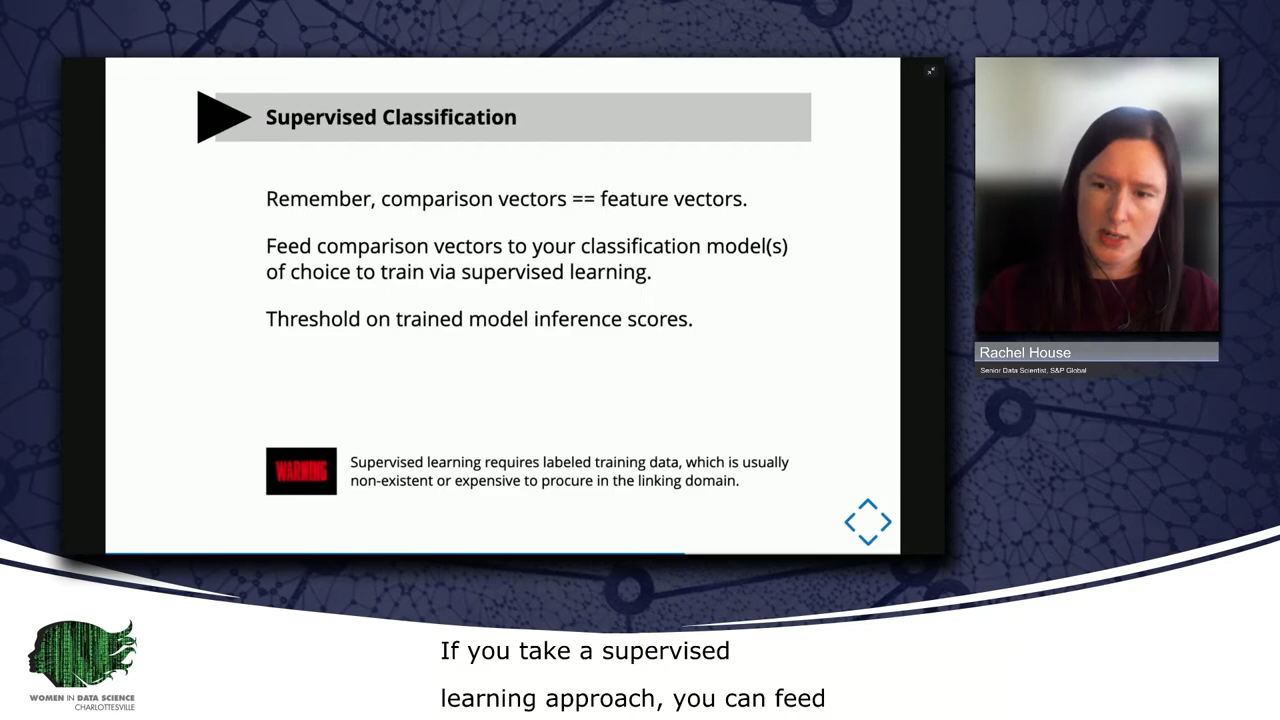 Supervised Classification
Remember, comparison vectors == feature vectors.
Feed comparison vectors to your classification model(s)
of choice to train via supervised learning.
Threshold on trained model inference scores.
WARNING
Supervised learning requires labeled training data, which is usually
non-existent or expensive to procure in the linking domain.
Rachel House
Senior Data Scientist, S&P Global
WOMEN IN DATA SCIENCE
CHARLOTTESVILLE
If you take a supervised
learning approach, you can feed